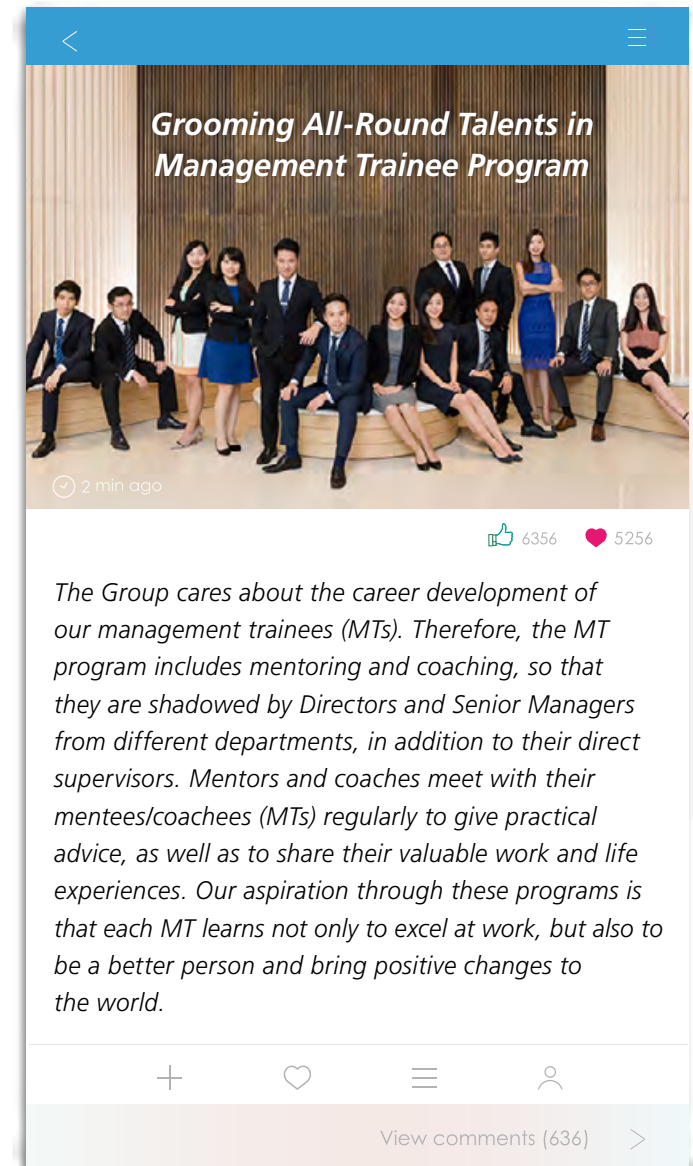 Grooming All-Round Talents in
Management Trainee Program
2 min ago
6356
5256
The Group cares about the career development of
our management trainees (MTs). Therefore, the MT
program includes mentoring and coaching, so that
they are shadowed by Directors and Senior Managers
from different departments, in addition to their direct
supervisors. Mentors and coaches meet with their
mentees/coachees (MTs) regularly to give practical
advice, as well as to share their valuable work and life
experiences. Our aspiration through these programs is
that each MT learns not only to excel at work, but also to
be a better person and bring positive changes to
the world.
View comments (636)